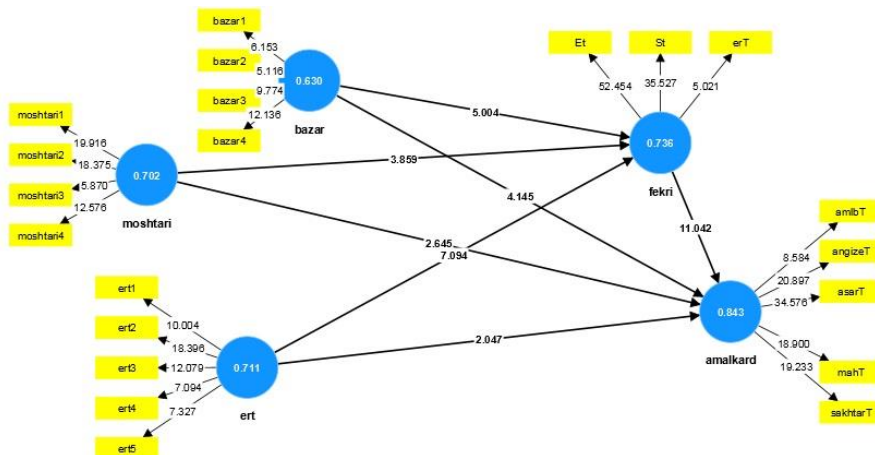 bazar1
bazar2
bazar3
bazar4
6.153
5.116
9.774
12.136
0.630
bazar
Et
St
erT
52.454
35.527
5.021
0.736
fekri
moshtari1
moshtari2
moshtari3
moshtari4
19.916
18.375
5.870
12.576
0.702
moshtari
5.004
3.859
4.145
2.645
7.094
11.042
2.047
ert1
ert2
ert3
ert4
ert5
10.004
18.396
12.079
7.094
7.327
0.711
ert
0.843
amalkard
8.584
20.897
34.576
18.900
19.233
amlbT
angizeT
asarT
mahT
sakhtarT